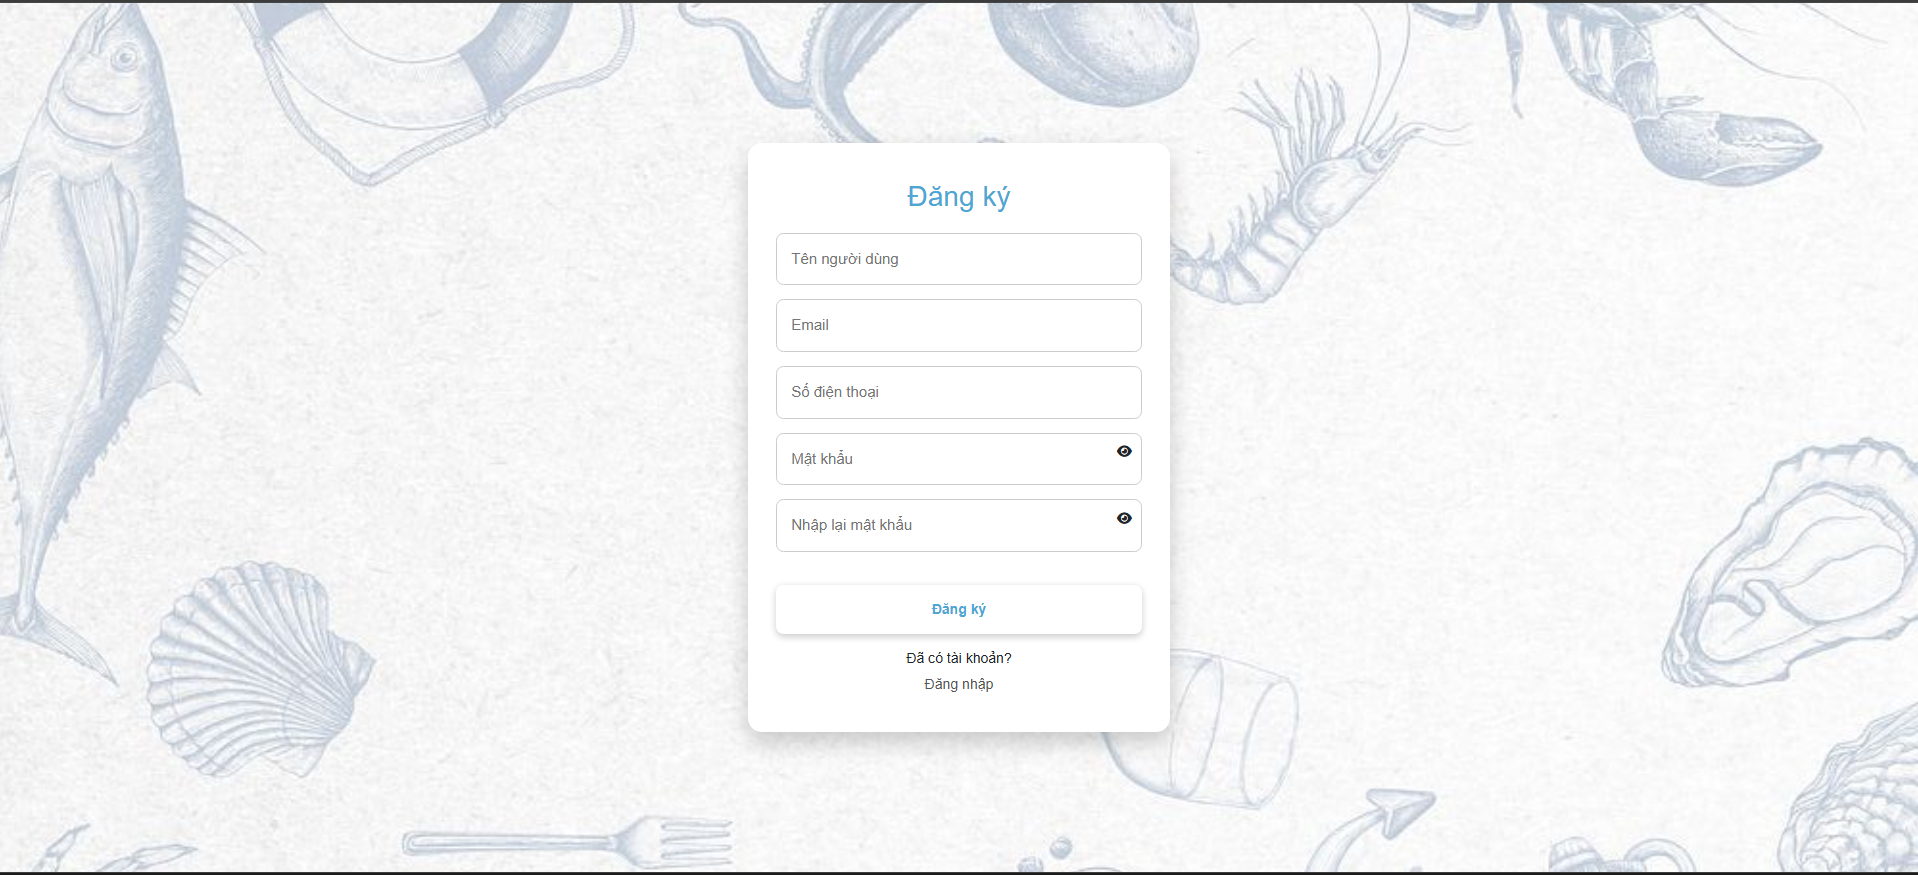 Đăng ký
Tên người dùng
Email
Số điện thoại
Mật khẩu
Nhập lại mật khẩu
Đăng ký
Đã có tài khoản?
Đăng nhập